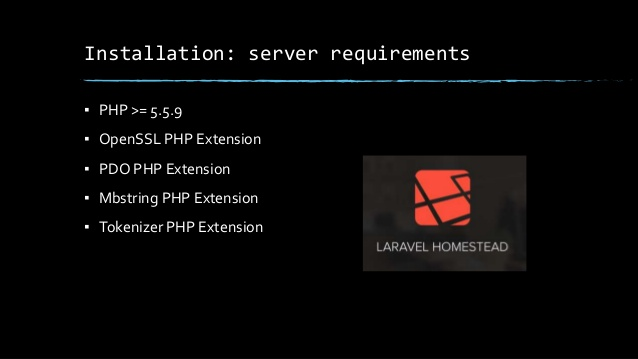 Installation: server requirements
▪ PHP >= 5.5.9
▪ OpenSSL PHP Extension
▪ PDO PHP Extension
▪ Mbstring PHP Extension
▪ Tokenizer PHP Extension
LARAVEL HOMESTEAD